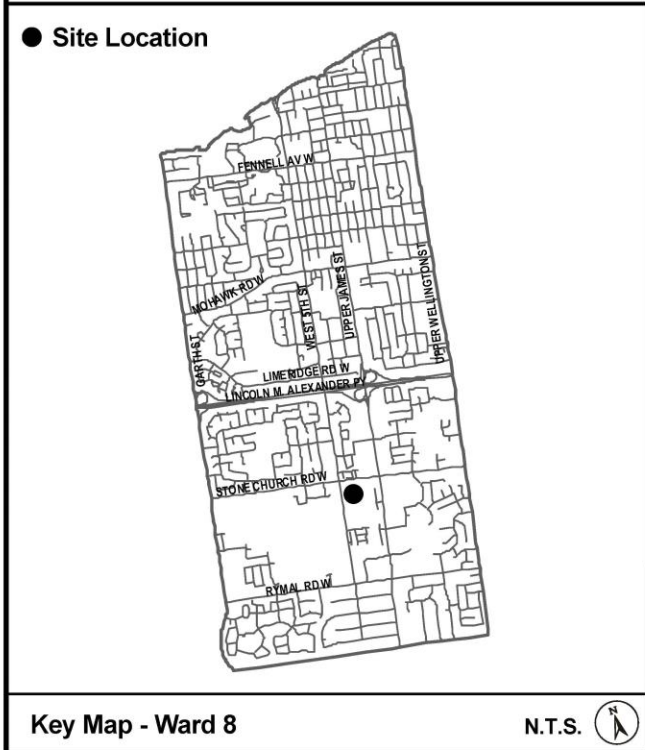 Site Location
FENNELL AV W
MOHAWK RD W
WEST 5TH ST
UPPER JAMES ST
UPPER WELLINGTON ST
GARTH ST
LIMERIDGE RD W
LINCOLN M. ALEXANDER PY
STONE CHURCH RD W
RYMAL RD W
Key Map - Ward 8
N.T.S.
N